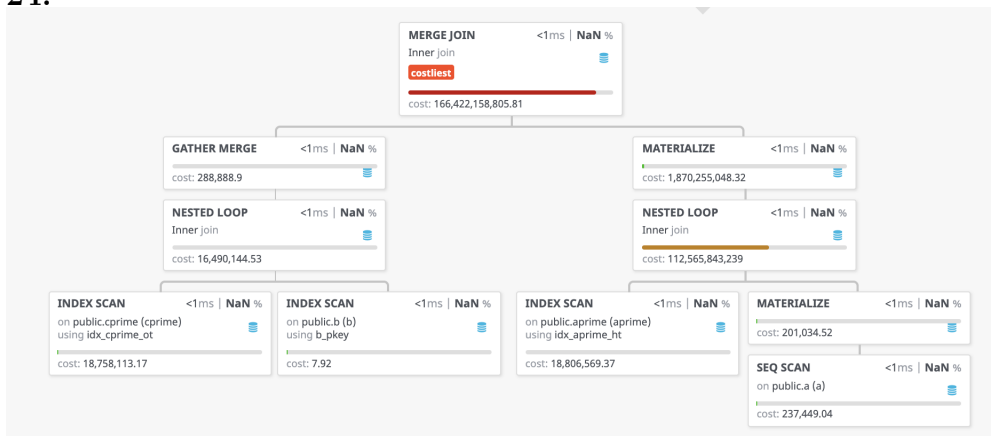 24.
MERGE JOIN <1ms | NaN %
Inner join
costliest
cost: 166,422,158,805.81
GATHER MERGE <1ms | NaN %
cost: 288,888.9
MATERIALIZE <1ms | NaN %
cost: 1,870,255,048.32
NESTED LOOP <1ms | NaN %
Inner join
cost: 16,490,144.53
NESTED LOOP <1ms | NaN %
Inner join
cost: 112,565,843,239
INDEX SCAN <1ms | NaN %
on public.cprime (cprime)
using idx_cprime_ot
cost: 18,758,113.17
INDEX SCAN <1ms | NaN %
on public.b (b)
using b_pkey
cost: 7.92
INDEX SCAN <1ms | NaN %
on public.aprime (aprime)
using idx_aprime_ht
cost: 18,806,569.37
MATERIALIZE <1ms | NaN %
cost: 201,034.52
SEQ SCAN <1ms | NaN %
on public.a (a)
cost: 237,449.04